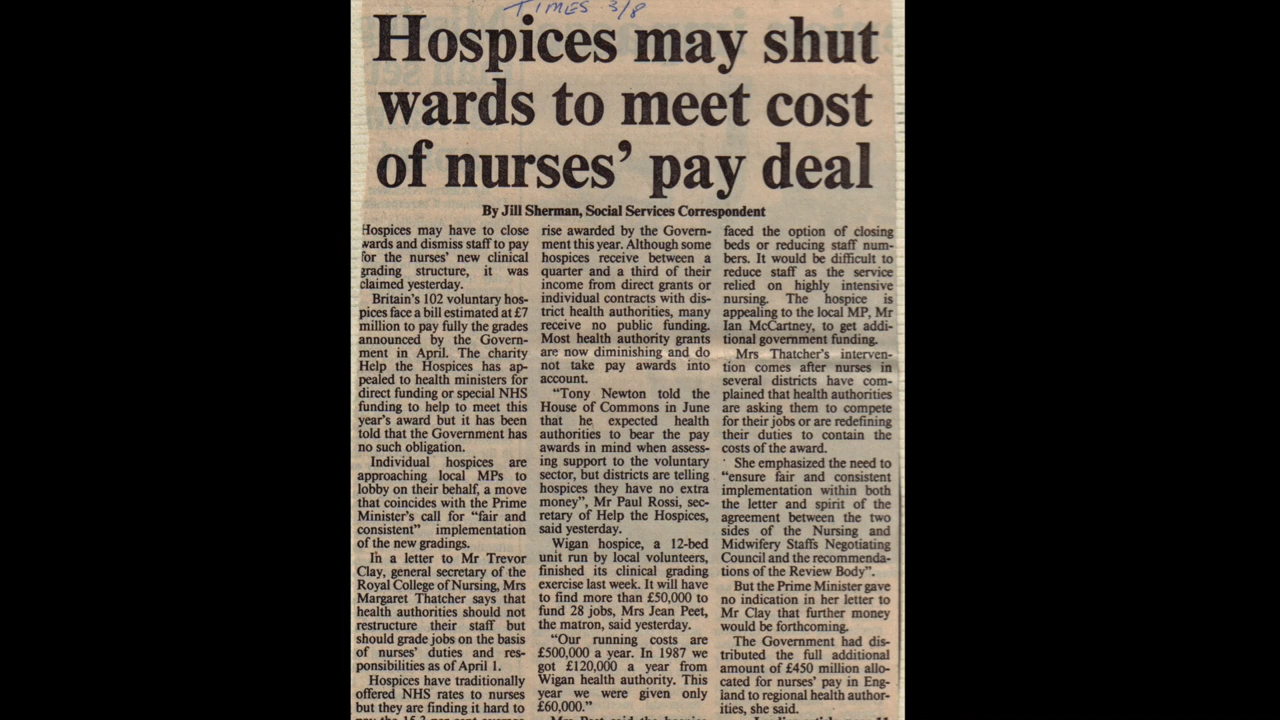 TIMES 3/8
Hospices may shut
wards to meet cost
of nurses' pay deal
By Jill Sherman, Social Services Correspondent
Hospices may have to close
wards and dismiss staff to pay
for the nurses' new clinical
grading structure, it was
claimed yesterday.
Britain's 102 voluntary hos-
pices face a bill estimated at £7
million to pay fully the grades
announced by the Govern-
ment in April. The charity
Help the Hospices has ap-
pealed to health ministers for
direct funding or special NHS
funding to help to meet this
year's award but it has been
told that the Government has
no such obligation.
Individual hospices are
approaching local MPs to
lobby on their behalf, a move
that coincides with the Prime
Minister's call for "fair and
consistent" implementation
of the new gradings.
In a letter to Mr Trevor
Clay, general secretary of the
Royal College of Nursing, Mrs
Margaret Thatcher says that
health authorities should not
restructure their staff but
should grade jobs on the basis
of nurses' duties and res-
ponsibilities as of April 1.
Hospices have traditionally
offered NHS rates to nurses
but they are finding it hard to
pay the 15.3 per cent average
rise awarded by the Govern-
ment this year. Although some
hospices receive between a
quarter and a third of their
income from direct grants or
individual contracts with dis-
trict health authorities, many
receive no public funding.
Most health authority grants
are now diminishing and do
not take pay awards into
account.
"Tony Newton told the
House of Commons in June
that he expected health
authorities to bear the pay
awards in mind when assess-
ing support to the voluntary
sector, but districts are telling
hospices they have no extra
money", Mr Paul Rossi, sec-
retary of Help the Hospices,
said yesterday.
Wigan hospice, a 12-bed
unit run by local volunteers,
finished its clinical grading
exercise last week. It will have
to find more than £50,000 to
fund 28 jobs, Mrs Jean Peet,
the matron, said yesterday.
"Our running costs are
£500,000 a year. In 1987 we
got £120,000 a year from
Wigan health authority. This
year we were given only
£60,000."
Mrs Peet said the hospice
faced the option of closing
beds or reducing staff num-
bers. It would be difficult to
reduce staff as the service
relied on highly intensive
nursing. The hospice is
appealing to the local MP, Mr
Ian McCartney, to get addi-
tional government funding.
Mrs Thatcher's interven-
tion comes after nurses in
several districts have com-
plained that health authorities
are asking them to compete
for their jobs or are redefining
their duties to contain the
costs of the award.
She emphasized the need to
"ensure fair and consistent
implementation within both
the letter and spirit of the
agreement between the two
sides of the Nursing and
Midwifery Staffs Negotiating
Council and the recommenda-
tions of the Review Body".
But the Prime Minister gave
no indication in her letter to
Mr Clay that further money
would be forthcoming.
The Government had dis-
tributed the full additional
amount of £450 million allo-
cated for nurses' pay in Eng-
land to regional health author-
ities, she said.